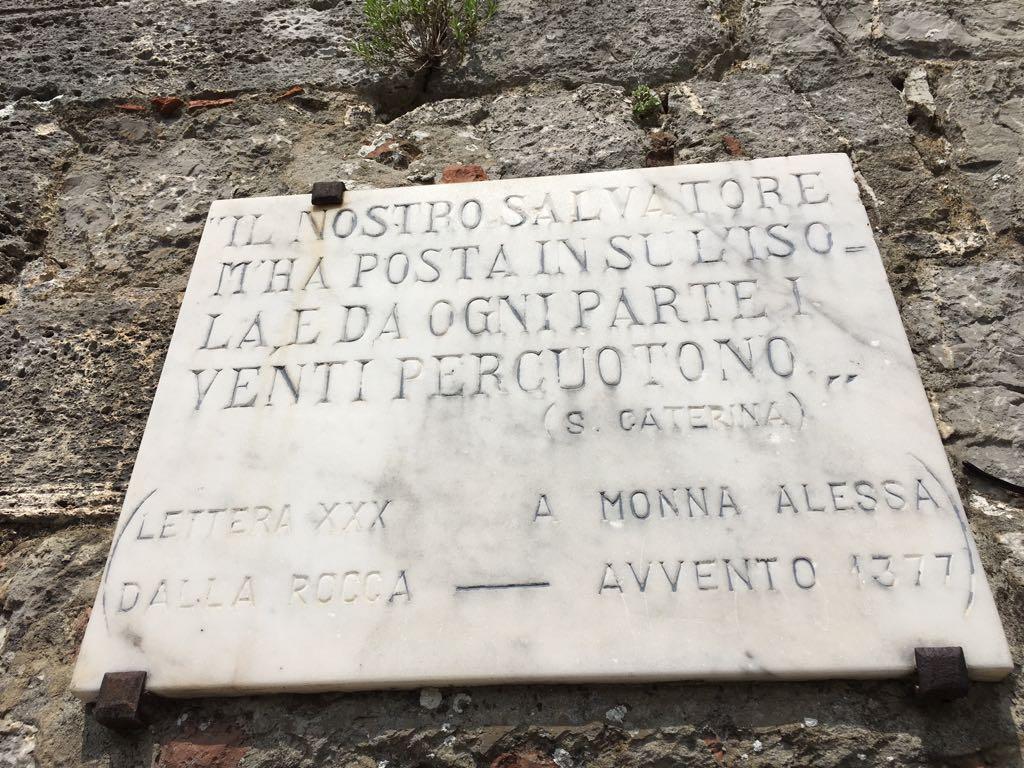 "IL NOSTRO SALVATORE
M'HA POSTA IN SU L'ISO-
LA E DA OGNI PARTE I
VENTI PERCUOTONO. „
(S. CATERINA)
(LETTERA XXX A MONNA ALESSA
DALLA ROCCA — AVVENTO 1377)